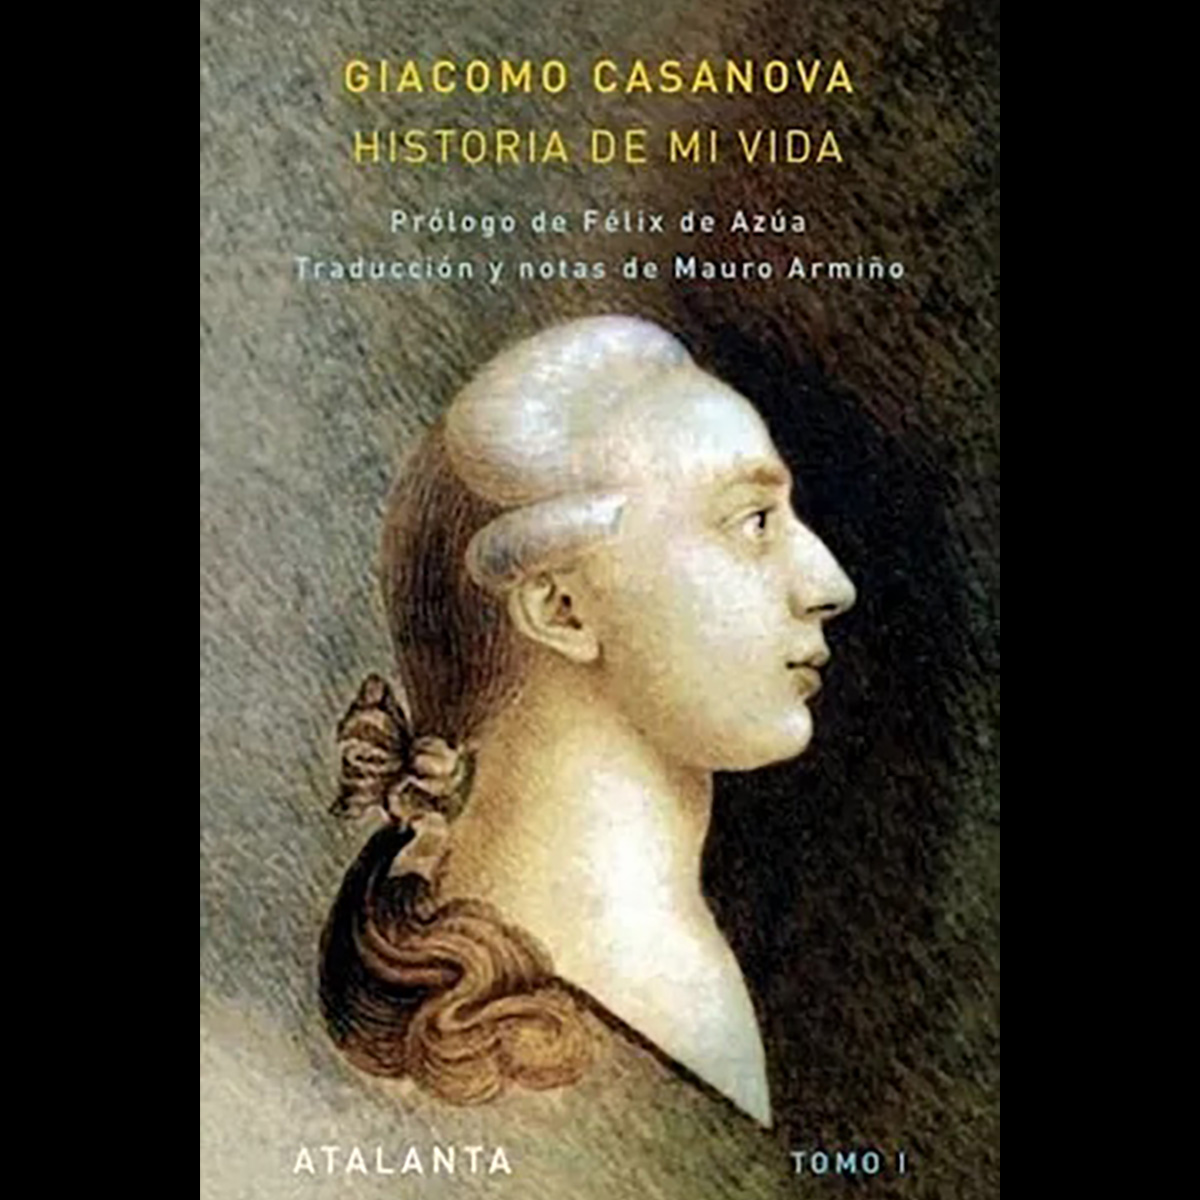 GIACOMO CASANOVA
HISTORIA DE MI VIDA
Prólogo de Félix de Azúa
Traducción y notas de Mauro Armiño
ATALANTA
TOMO I